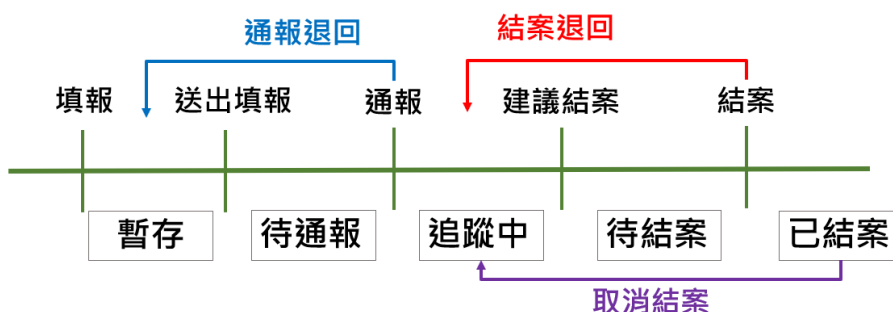 通報退回 結案退回
填報 送出填報 通報 建議結案 結案
暫存 待通報 追蹤中 待結案 已結案
取消結案